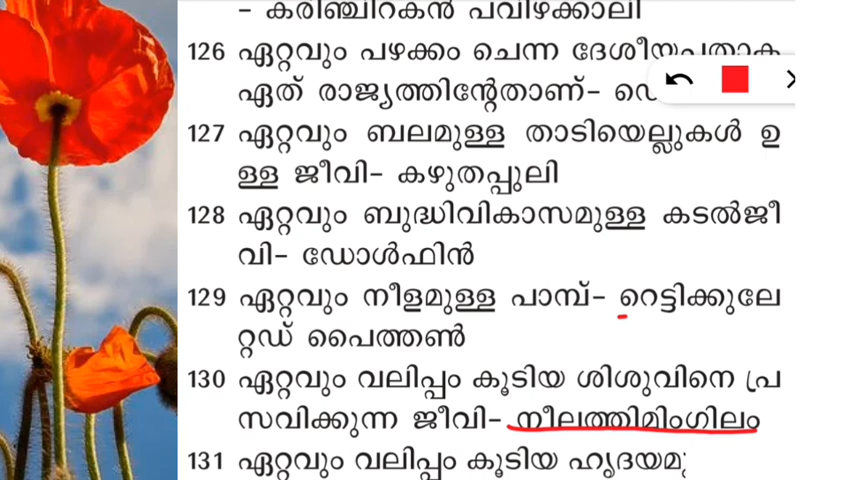 - കരിഞ്ചിറകൻ പവിഴക്കാലി
126 ഏറ്റവും പഴക്കം ചെന്ന ദേശീയപതാക
ഏത് രാജ്യത്തിന്റേതാണ്-
127 ഏറ്റവും ബലമുള്ള താടിയെല്ലുകൾ ഉ
ള്ള ജീവി- കഴുതപ്പുലി
128 ഏറ്റവും ബുദ്ധിവികാസമുള്ള കടൽജീ
വി- ഡോൾഫിൻ
129 ഏറ്റവും നീളമുള്ള പാമ്പ്- റെട്ടിക്കുലേ
റ്റഡ് പൈത്തൺ
130 ഏറ്റവും വലിപ്പം കൂടിയ ശിശുവിനെ പ്ര
സവിക്കുന്ന ജീവി- നീലത്തിമിംഗിലം
131 ഏറ്റവും വലിപ്പം കൂടിയ